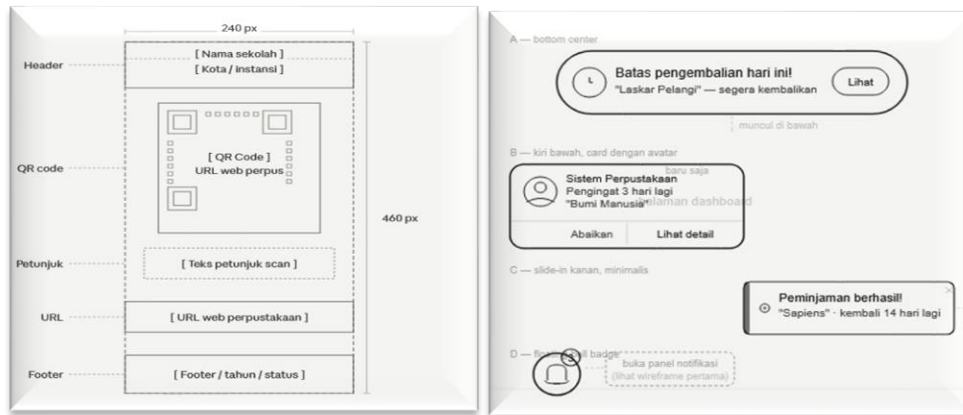 240 px
Header
[ Nama sekolah ]
[ Kota / instansi ]
QR code
[ QR Code ]
URL web perpus
460 px
Petunjuk
[ Teks petunjuk scan ]
URL
[ URL web perpustakaan ]
Footer
[ Footer / tahun / status ]
A — bottom center
Batas pengembalian hari ini!
"Laskar Pelangi" — segera kembalikan
Lihat
muncul di bawah
B — kiri bawah, card dengan avatar
baru saja
Sistem Perpustakaan
Pengingat 3 hari lagi
"Bumi Manusia"
halaman dashboard
Abaikan
Lihat detail
C — slide-in kanan, minimalis
Peminjaman berhasil!
"Sapiens" · kembali 14 hari lagi
D — badge
3
buka panel notifikasi
(lihat wireframe pertama)